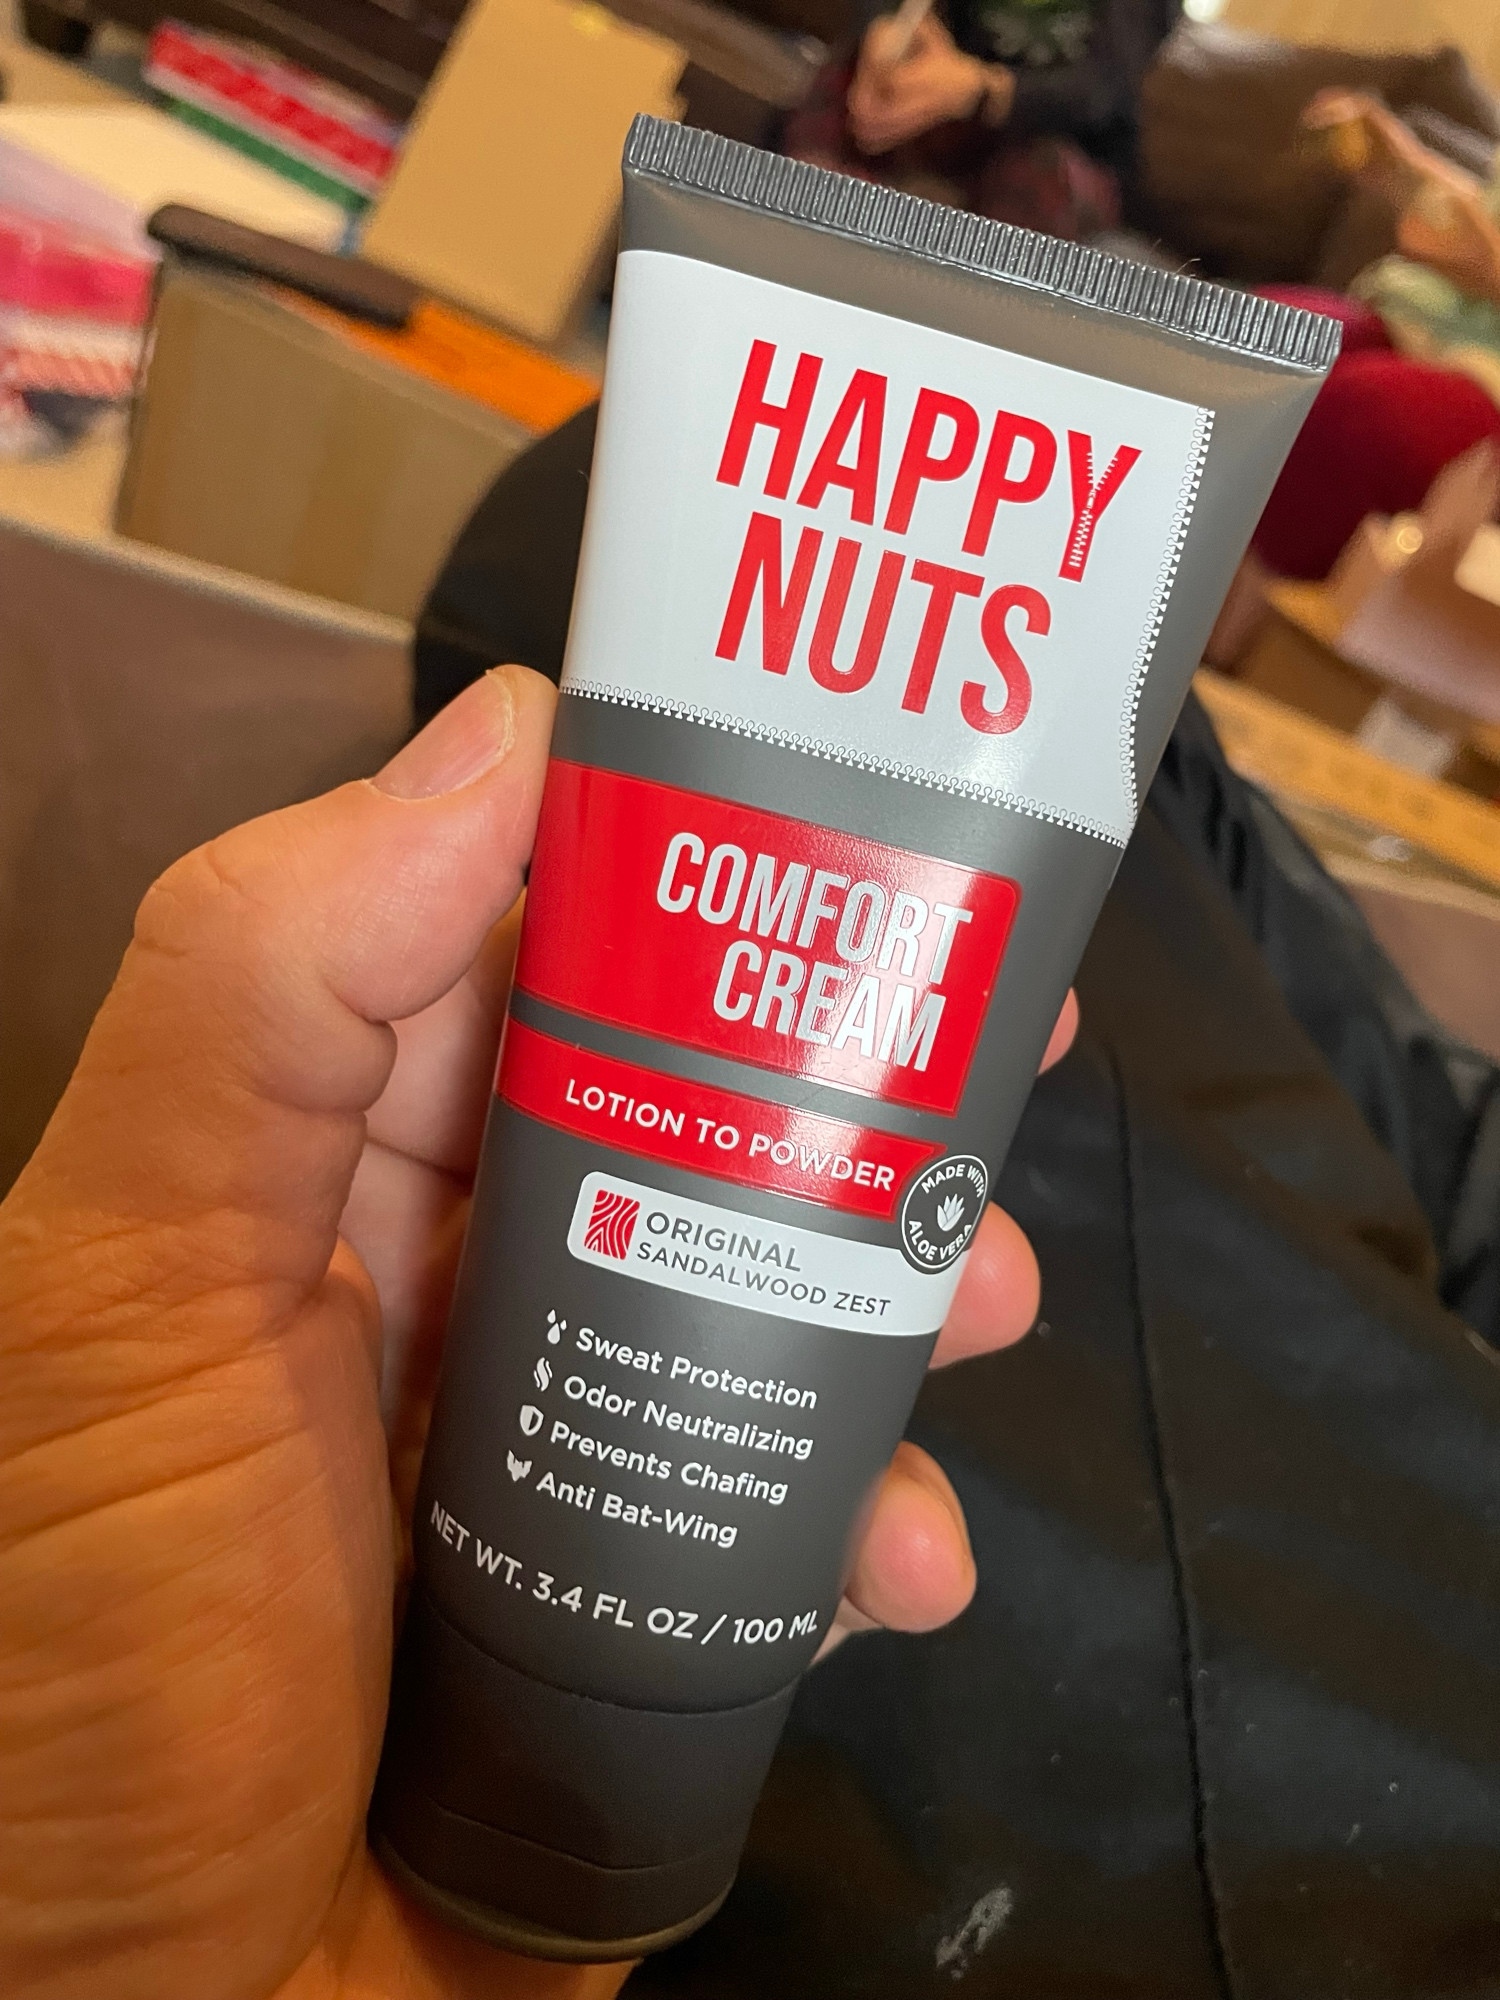 HAPPY
NUTS
COMFORT
CREAM
LOTION TO POWDER
MADE WITH
ALOE VERA
ORIGINAL
SANDALWOOD ZEST
Sweat Protection
Odor Neutralizing
Prevents Chafing
Anti Bat-Wing
NET WT. 3.4 FL OZ / 100 ML